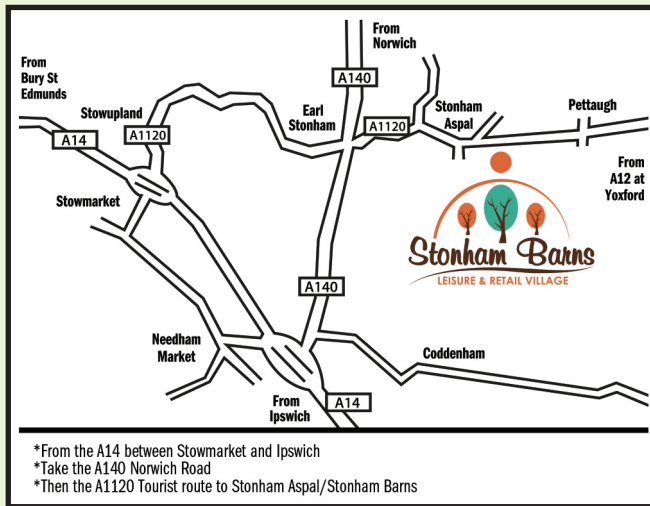 From
Norwich
From
Bury St
Edmunds
A140
Stowupland
Earl
Stonham
Stonham
Aspal
Pettaugh
A14
A1120
A1120
From
A12 at
Yoxford
Stowmarket
Stonham Barns
LEISURE & RETAIL VILLAGE
A140
Needham
Market
Coddenham
From
Ipswich
A14
*From the A14 between Stowmarket and Ipswich
*Take the A140 Norwich Road
*Then the A1120 Tourist route to Stonham Aspal/Stonham Barns